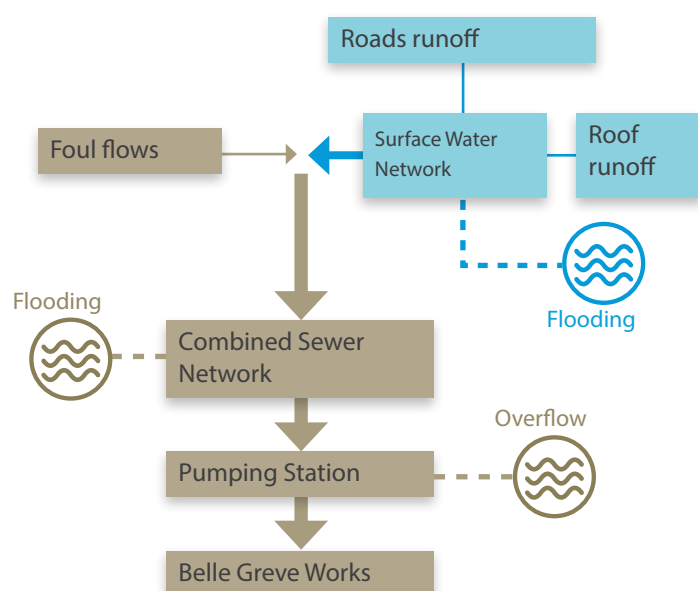 Roads runoff
Foul flows
Surface Water
Network
Roof
runoff
Flooding
Flooding
Combined Sewer
Network
Overflow
Pumping Station
Belle Greve Works